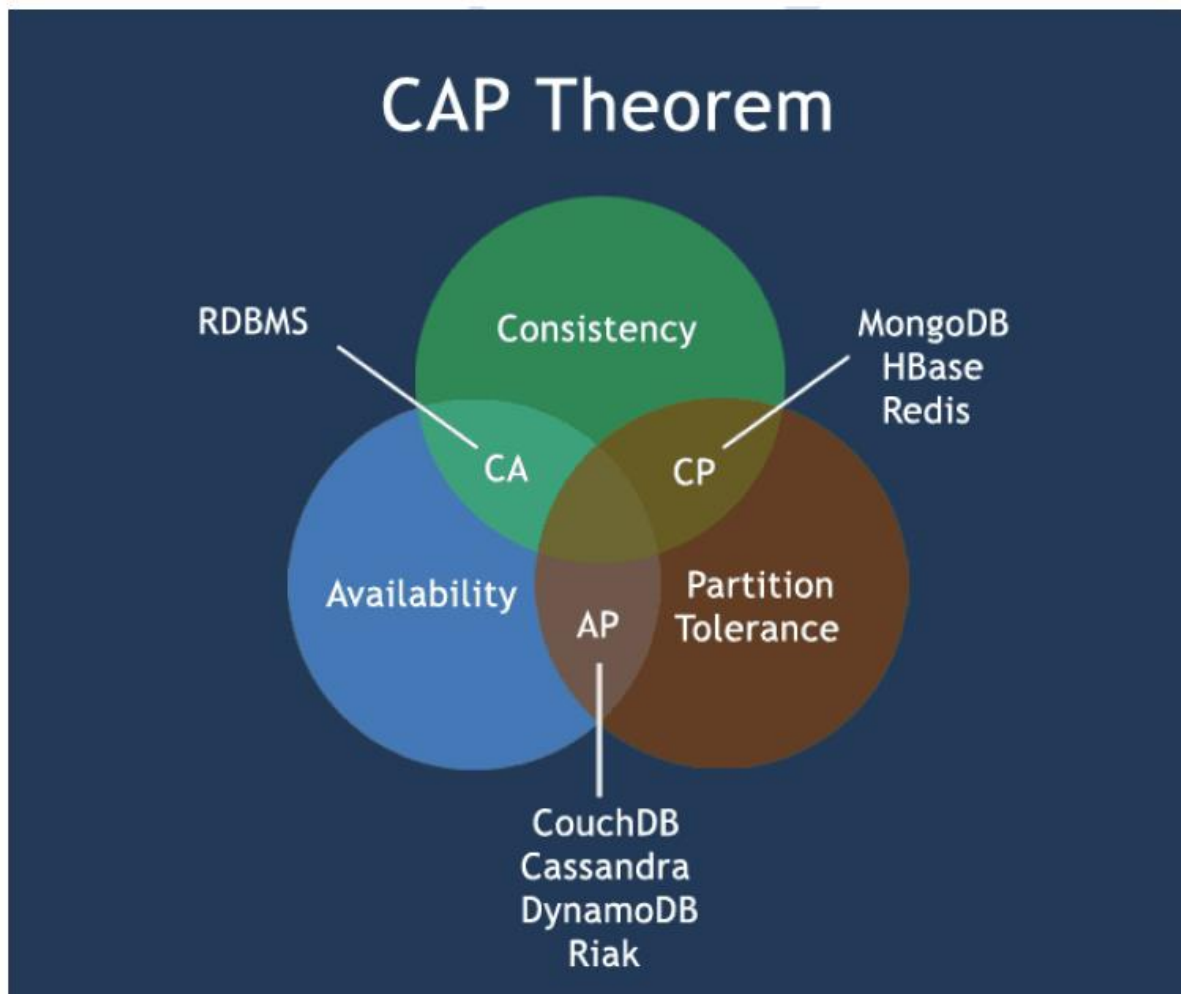 CAP Theorem
Consistency
RDBMS
MongoDB
HBase
Redis
CA
CP
Availability
Partition
Tolerance
AP
CouchDB
Cassandra
DynamoDB
Riak